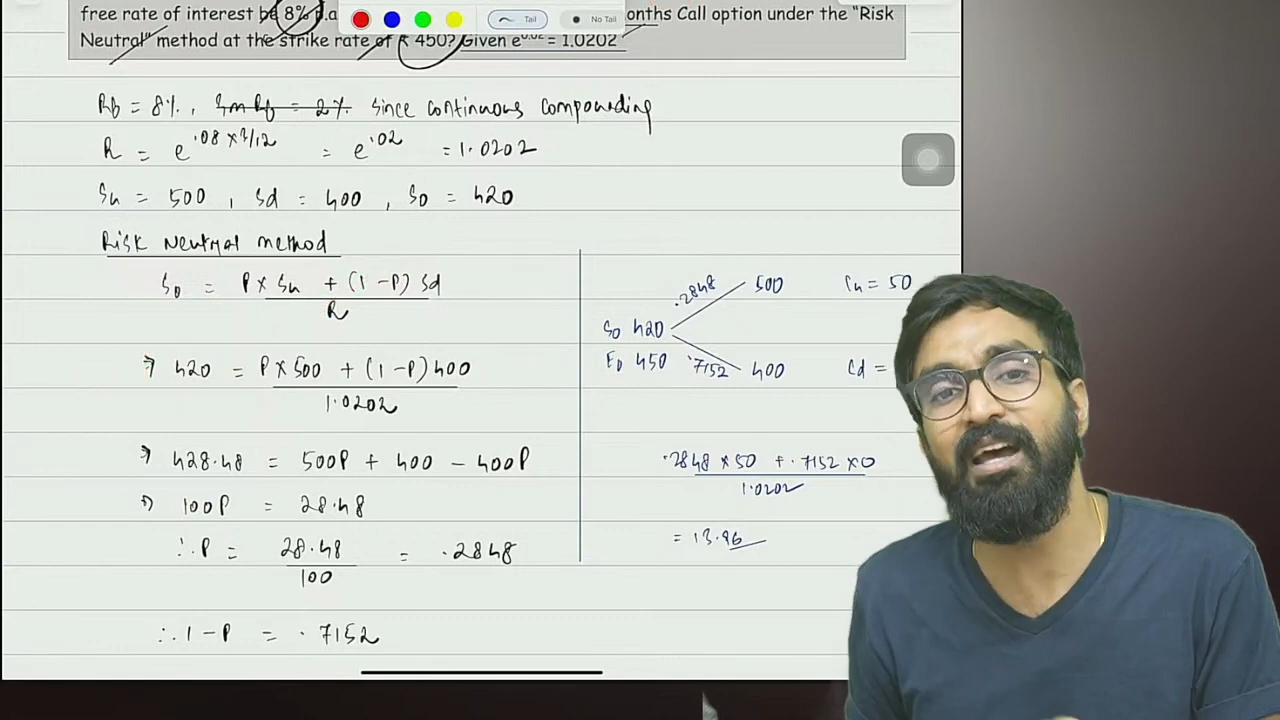 free rate of interest be 8% p.a
Tail
No Tail
onths Call option under the "Risk
Neutral" method at the strike rate of ₹ 450? Given e^0.02 = 1.0202
Rf = 8%, 3m Rf = 2% since continuous compounding
R = e^.08×3/12 = e^.02 = 1.0202
Su = 500, Sd = 400, S0 = 420
Risk Neutral method
S0 = P × Su + (1 - P) Sd
R
⇒ 420 = P × 500 + (1 - P) 400
1.0202
⇒ 428.48 = 500P + 400 - 400P
⇒ 100P = 28.48
∴ P = 28.48 = .2848
100
∴ 1 - P = .7152
.2848 500 Cu = 50
S0 420
E0 450 .7152 400 Cd =
.2848 × 50 + .7152 × 0
1.0202
= 13.96